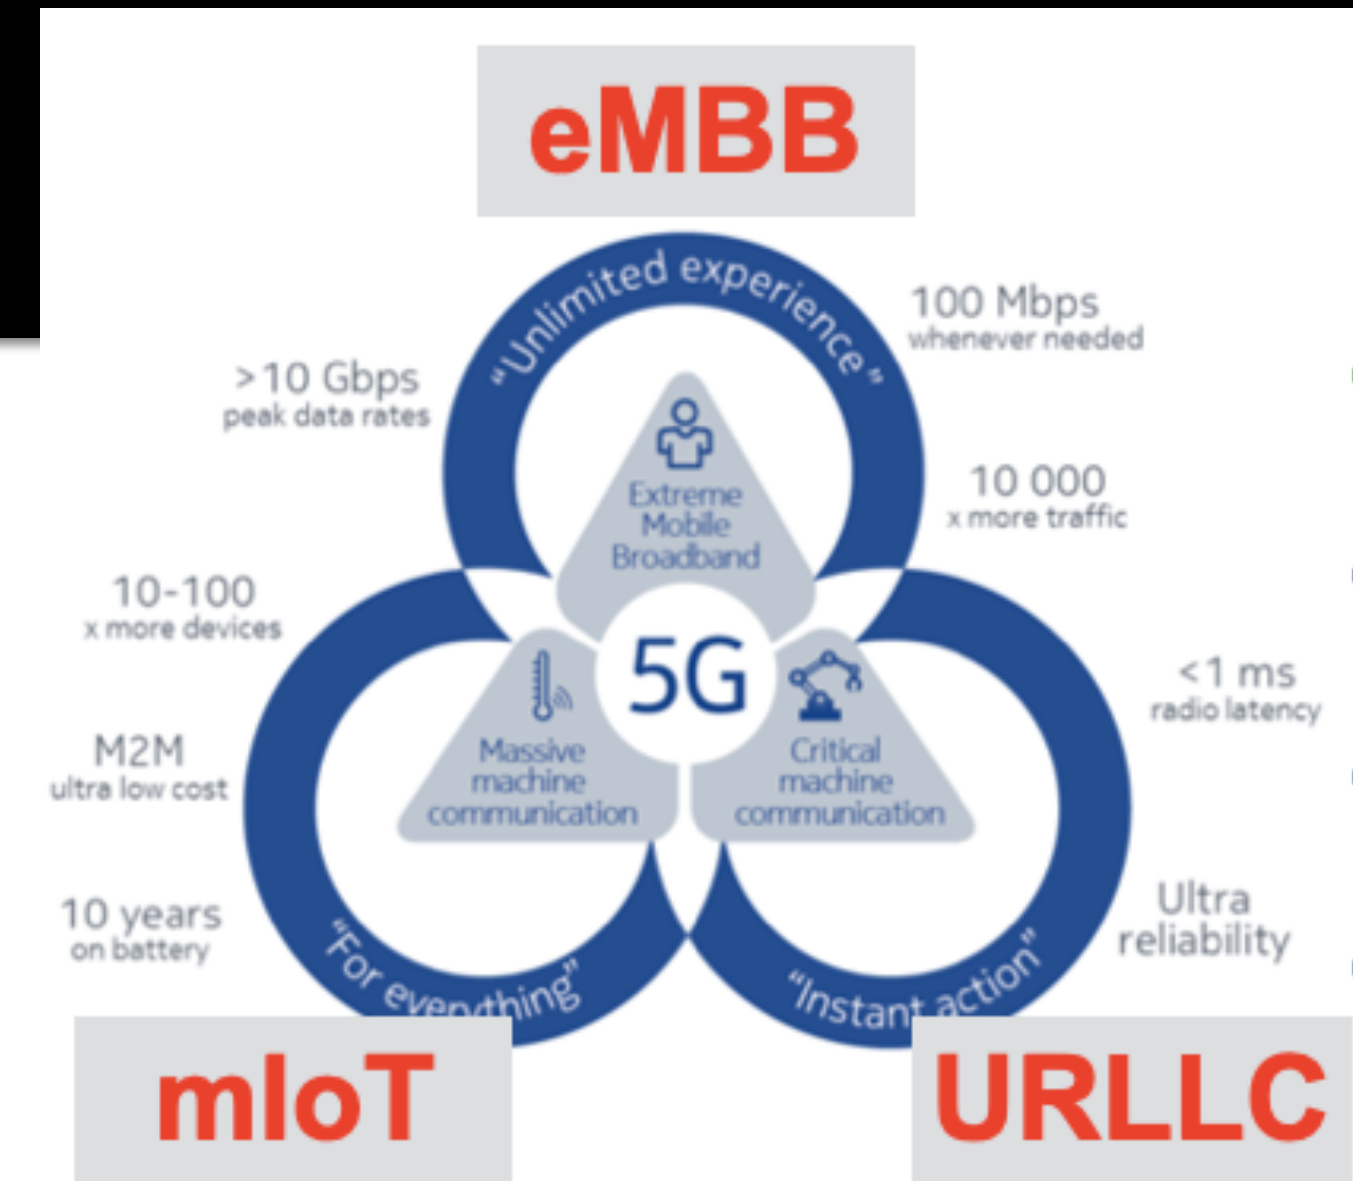 eMBB
“Unlimited experience”
100 Mbps
whenever needed
>10 Gbps
peak data rates
10 000
x more traffic
Extreme
Mobile
Broadband
10-100
x more devices
5G
<1 ms
radio latency
M2M
ultra low cost
Massive
machine
communication
Critical
machine
communication
10 years
on battery
Ultra
reliability
“For everything”
“Instant action”
mIoT
URLLC